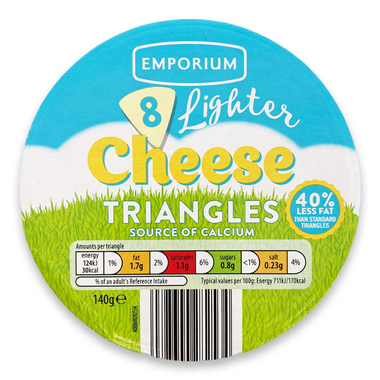 EMPORIUM
8 Lighter
Cheese
TRIANGLES
SOURCE OF CALCIUM
40%
LESS FAT
THAN STANDARD
TRIANGLES
Amounts per triangle
energy
124kJ
30kcal
1%
fat
1.7g
2%
saturates
1.1g
6%
sugars
0.8g
<1%
salt
0.23g
4%
% of an adult's Reference Intake
Typical values per 100g: Energy 711kJ/170kcal
140g℮